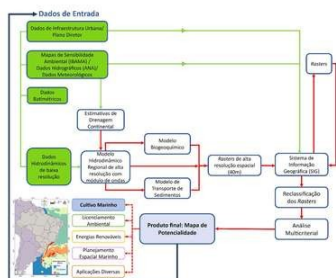 Dados de Entrada
Dados de Infraestrutura Urbana/
Plano Diretor
Mapas de Sensibilidade
Ambiental (IBAMA) /
Dados Hidrográficos (ANA)/
Dados Meteorológicos
Rasters
Dados
Batimétricos
Estimativas de
Drenagem
Continental
Modelo
Biogeoquímico
Dados
Hidrodinâmicos
de baixa
resolução
Modelo
Hidrodinâmico
Regional de alta
resolução com
módulo de ondas
Rasters de alta
resolução espacial
(40m)
Sistema de
Informação
Geográfica (SIG)
Modelo de
Transporte de
Sedimentos
Reclassificação
dos Rasters
Cultivo Marinho
Licenciamento
Ambiental
Energias Renováveis
Planejamento
Espacial Marinho
Aplicações Diversas
Produto final: Mapa de
Potencialidade
Análise
Multicriterial